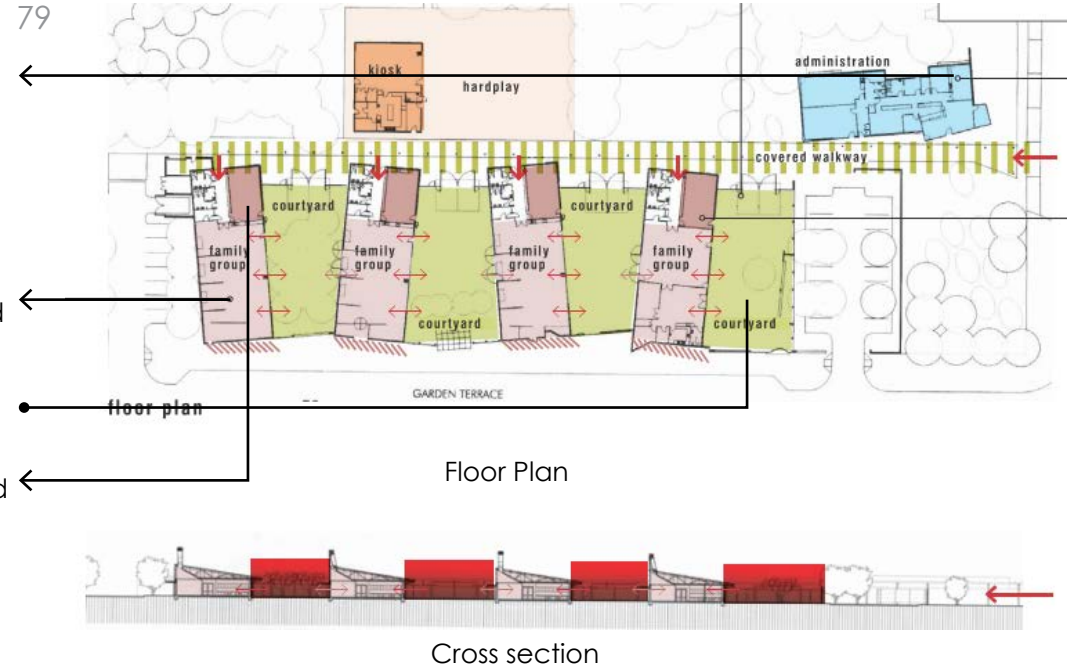 79
kiosk
hardplay
administration
covered walkway
courtyard
courtyard
family
group
family
group
family
group
family
group
courtyard
courtyard
GARDEN TERRACE
floor plan
Floor Plan
Cross section